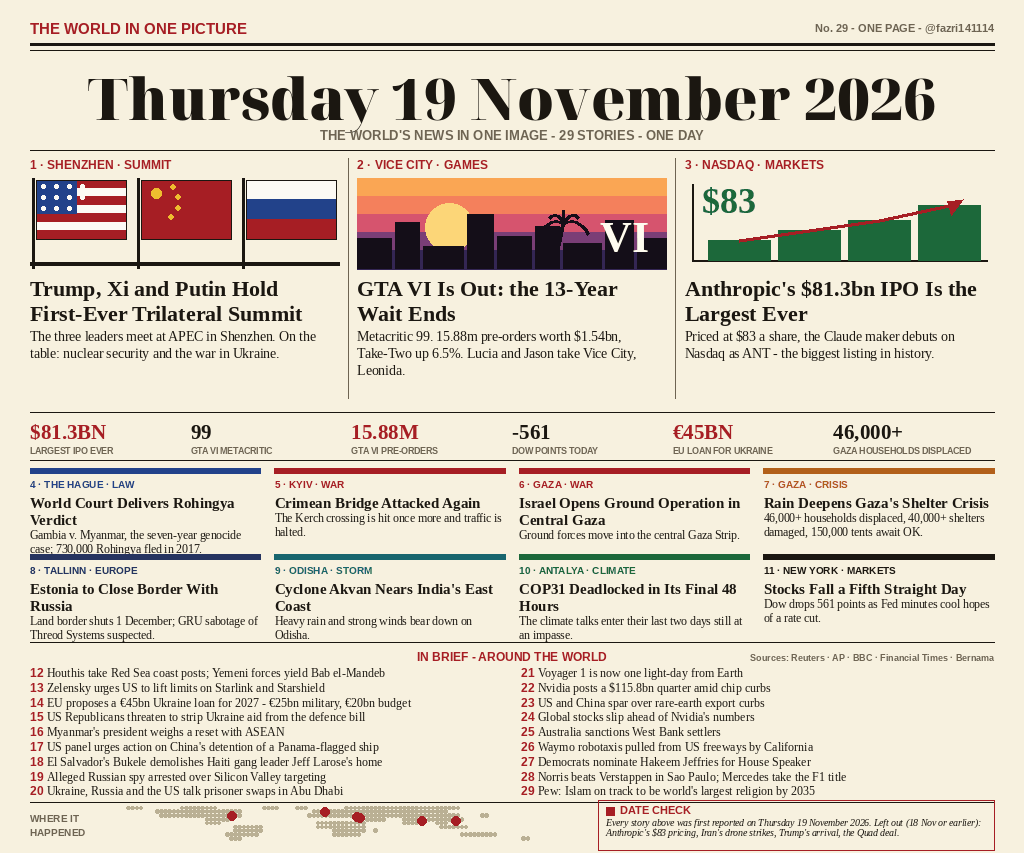 THE WORLD IN ONE PICTURE
No. 29 - ONE PAGE - @fazri141114
Thursday 19 November 2026
THE WORLD'S NEWS IN ONE IMAGE - 29 STORIES - ONE DAY
1 · SHENZHEN · SUMMIT
Trump, Xi and Putin Hold
First-Ever Trilateral Summit
The three leaders meet at APEC in Shenzhen. On the
table: nuclear security and the war in Ukraine.
2 · VICE CITY · GAMES
VI
GTA VI Is Out: the 13-Year
Wait Ends
Metacritic 99. 15.88m pre-orders worth $1.54bn,
Take-Two up 6.5%. Lucia and Jason take Vice City,
Leonida.
3 · NASDAQ · MARKETS
$83
Anthropic's $81.3bn IPO Is the
Largest Ever
Priced at $83 a share, the Claude maker debuts on
Nasdaq as ANT - the biggest listing in history.
$81.3BN
LARGEST IPO EVER
99
GTA VI METACRITIC
15.88M
GTA VI PRE-ORDERS
-561
DOW POINTS TODAY
€45BN
EU LOAN FOR UKRAINE
46,000+
GAZA HOUSEHOLDS DISPLACED
4 · THE HAGUE · LAW
World Court Delivers Rohingya
Verdict
Gambia v. Myanmar, the seven-year genocide
case; 730,000 Rohingya fled in 2017.
5 · KYIV · WAR
Crimean Bridge Attacked Again
The Kerch crossing is hit once more and traffic is
halted.
6 · GAZA · WAR
Israel Opens Ground Operation in
Central Gaza
Ground forces move into the central Gaza Strip.
7 · GAZA · CRISIS
Rain Deepens Gaza's Shelter Crisis
46,000+ households displaced, 40,000+ shelters
damaged, 150,000 tents await OK.
8 · TALLINN · EUROPE
Estonia to Close Border With
Russia
Land border shuts 1 December; GRU sabotage of
Threod Systems suspected.
9 · ODISHA · STORM
Cyclone Akvan Nears India's East
Coast
Heavy rain and strong winds bear down on
Odisha.
10 · ANTALYA · CLIMATE
COP31 Deadlocked in Its Final 48
Hours
The climate talks enter their last two days still at
an impasse.
11 · NEW YORK · MARKETS
Stocks Fall a Fifth Straight Day
Dow drops 561 points as Fed minutes cool hopes
of a rate cut.
IN BRIEF - AROUND THE WORLD
Sources: Reuters · AP · BBC · Financial Times · Bernama
12 Houthis take Red Sea coast posts; Yemeni forces yield Bab el-Mandeb
13 Zelensky urges US to lift limits on Starlink and Starshield
14 EU proposes a €45bn Ukraine loan for 2027 - €25bn military, €20bn budget
15 US Republicans threaten to strip Ukraine aid from the defence bill
16 Myanmar's president weighs a reset with ASEAN
17 US panel urges action on China's detention of a Panama-flagged ship
18 El Salvador's Bukele demolishes Haiti gang leader Jeff Larose's home
19 Alleged Russian spy arrested over Silicon Valley targeting
20 Ukraine, Russia and the US talk prisoner swaps in Abu Dhabi
21 Voyager 1 is now one light-day from Earth
22 Nvidia posts a $115.8bn quarter amid chip curbs
23 US and China spar over rare-earth export curbs
24 Global stocks slip ahead of Nvidia's numbers
25 Australia sanctions West Bank settlers
26 Waymo robotaxis pulled from US freeways by California
27 Democrats nominate Hakeem Jeffries for House Speaker
28 Norris beats Verstappen in Sao Paulo; Mercedes take the F1 title
29 Pew: Islam on track to be world's largest religion by 2035
WHERE IT
HAPPENED
DATE CHECK
Every story above was first reported on Thursday 19 November 2026. Left out (18 Nov or earlier):
Anthropic's $83 pricing, Iran's drone strikes, Trump's arrival, the Quad deal.